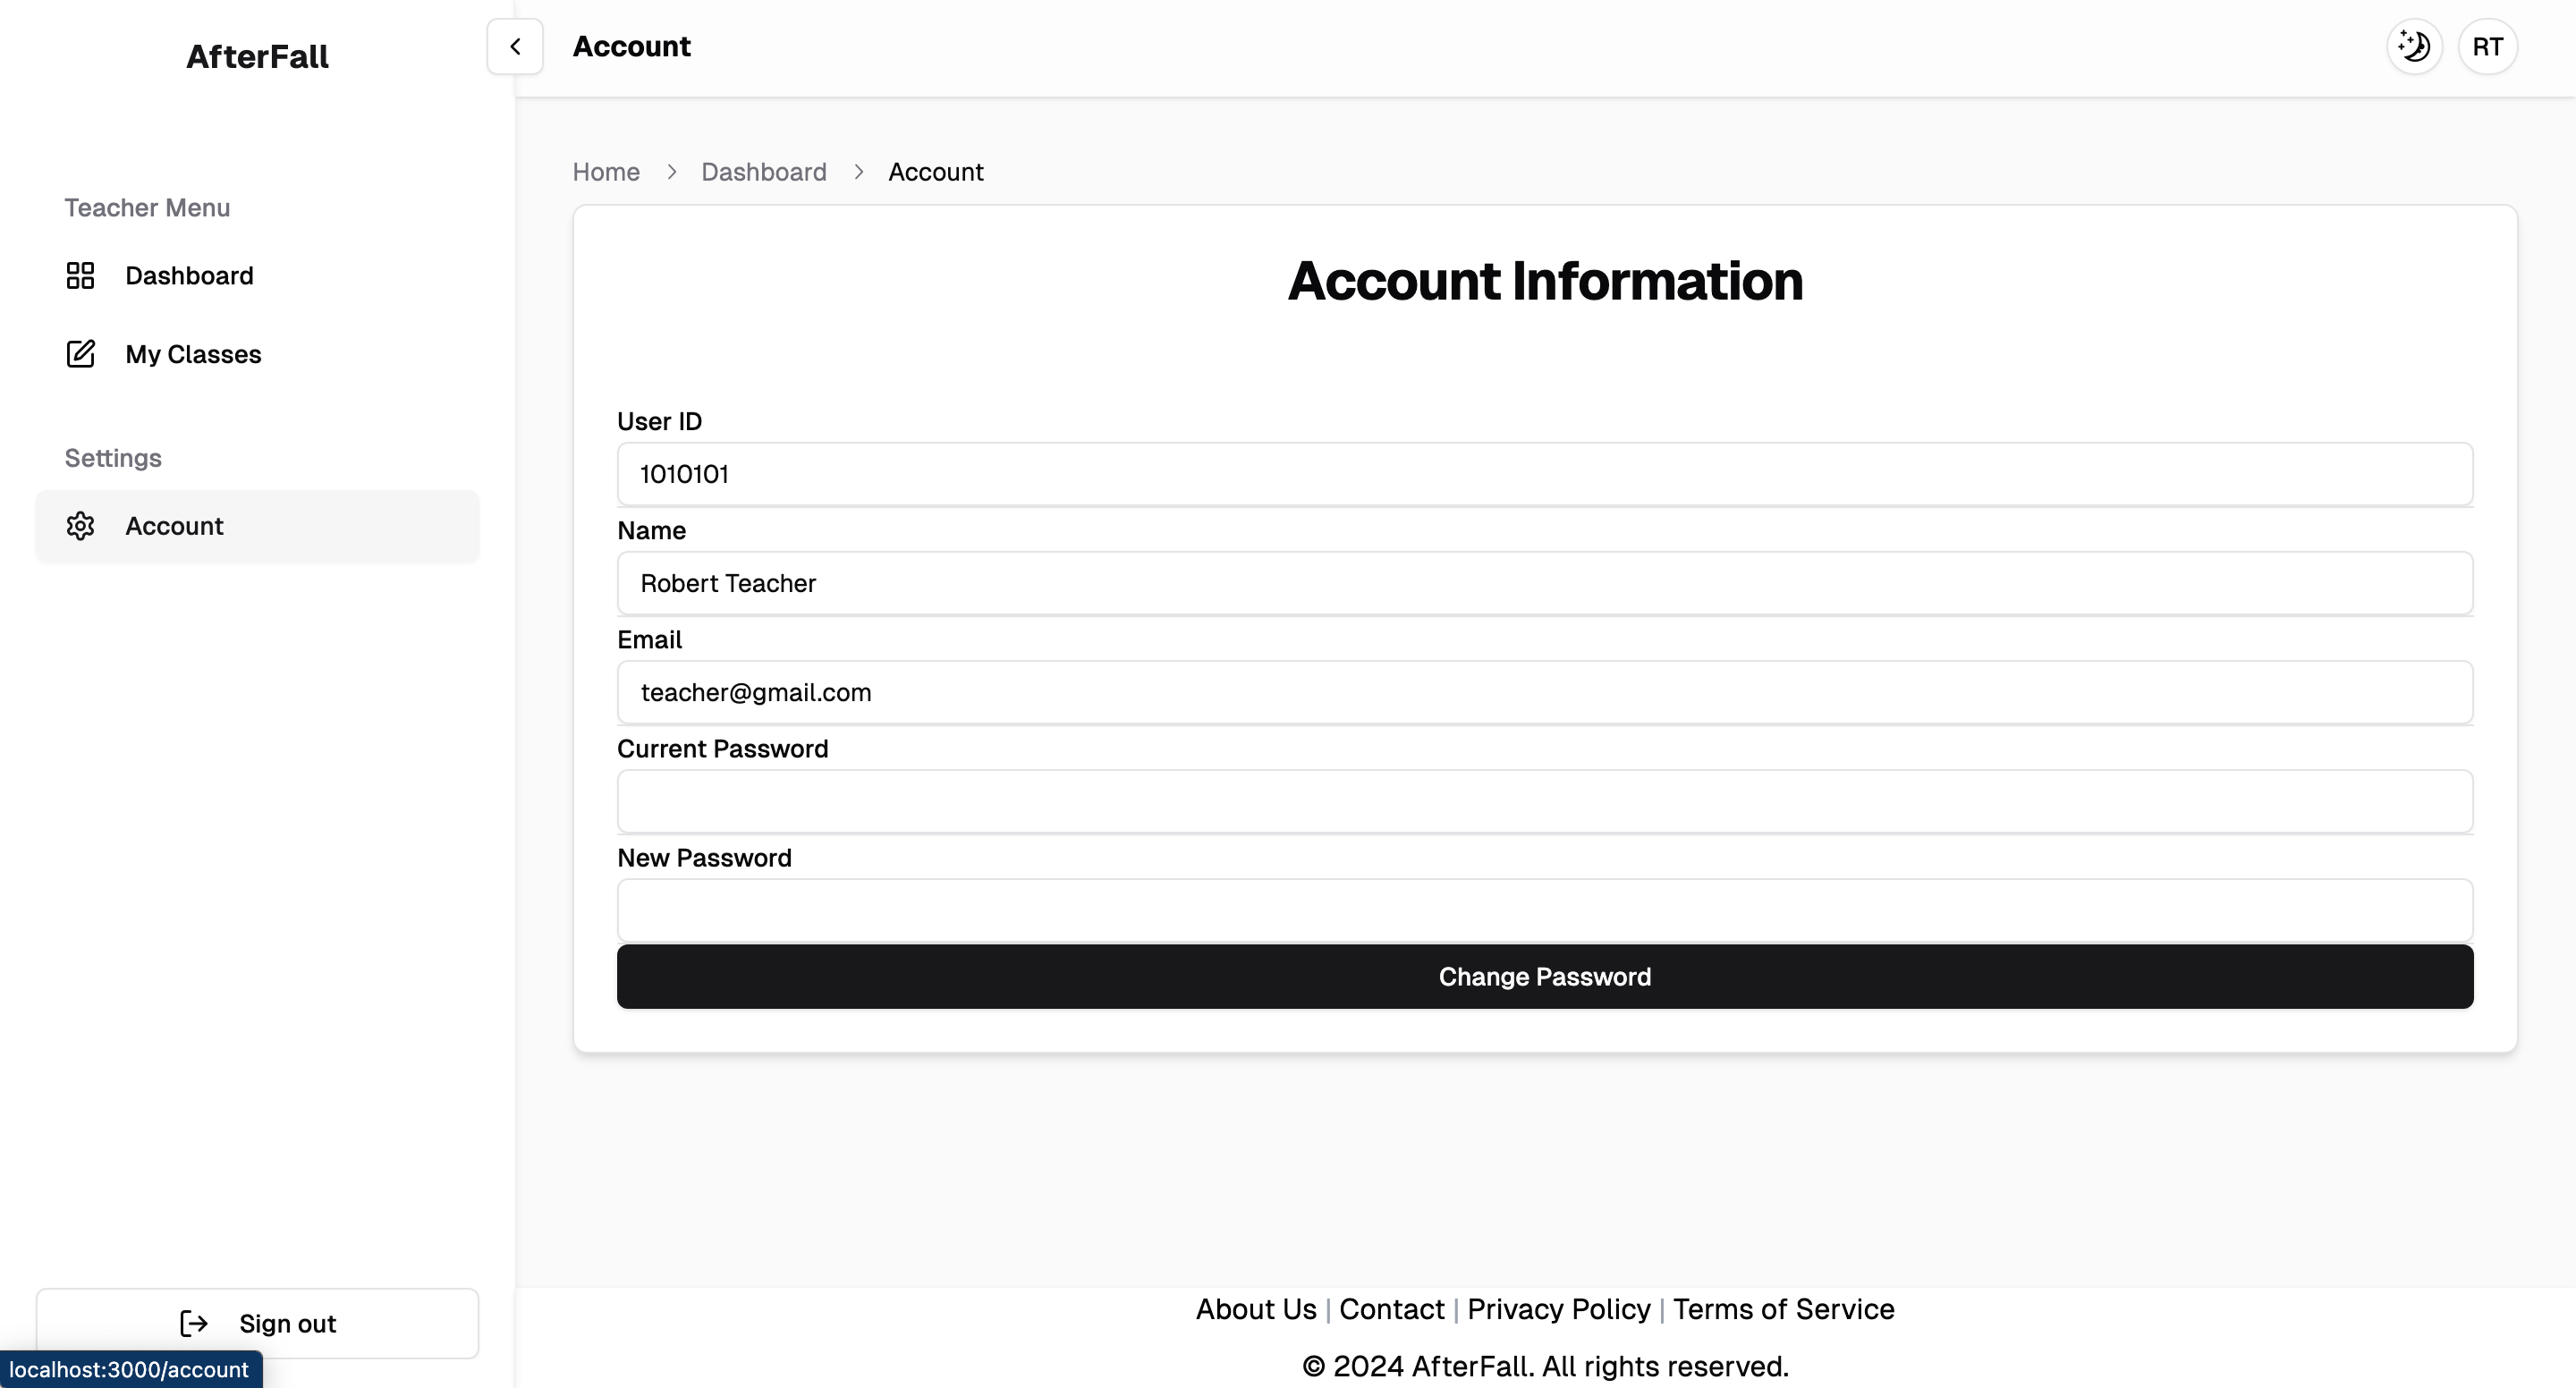 AfterFall
Account
RT
Teacher Menu
Dashboard
My Classes
Settings
Account
Sign out
localhost:3000/account
Home > Dashboard > Account
Account Information
User ID
1010101
Name
Robert Teacher
Email
teacher@gmail.com
Current Password
New Password
Change Password
About Us | Contact | Privacy Policy | Terms of Service
© 2024 AfterFall. All rights reserved.